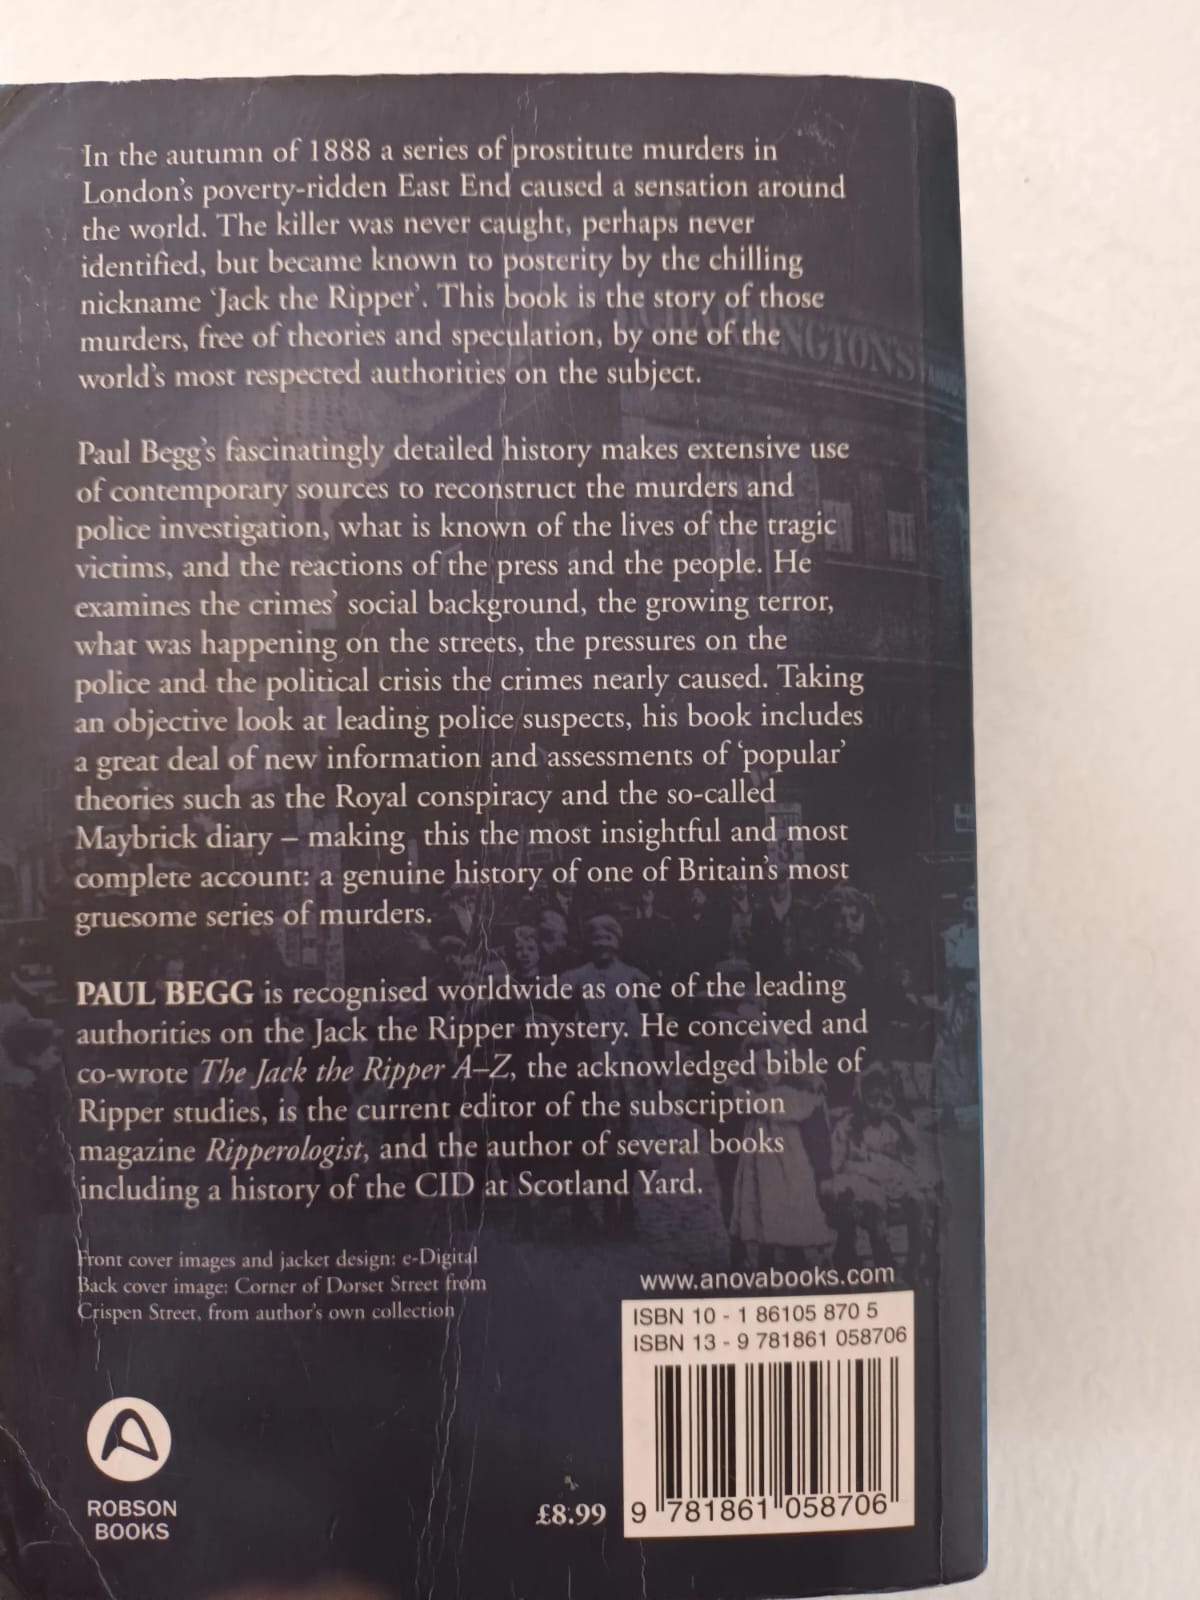 In the autumn of 1888 a series of prostitute murders in
London's poverty-ridden East End caused a sensation around
the world. The killer was never caught, perhaps never
identified, but became known to posterity by the chilling
nickname ‘Jack the Ripper’. This book is the story of those
murders, free of theories and speculation, by one of the
world's most respected authorities on the subject.
Paul Begg's fascinatingly detailed history makes extensive use
of contemporary sources to reconstruct the murders and
police investigation, what is known of the lives of the tragic
victims, and the reactions of the press and the people. He
examines the crimes’ social background, the growing terror,
what was happening on the streets, the pressures on the
police and the political crisis the crimes nearly caused. Taking
an objective look at leading police suspects, his book includes
a great deal of new information and assessments of ‘popular’
theories such as the Royal conspiracy and the so-called
Maybrick diary – making this the most insightful and most
complete account: a genuine history of one of Britain's most
gruesome series of murders.
PAUL BEGG is recognised worldwide as one of the leading
authorities on the Jack the Ripper mystery. He conceived and
co-wrote The Jack the Ripper A–Z, the acknowledged bible of
Ripper studies, is the current editor of the subscription
magazine Ripperologist, and the author of several books
including a history of the CID at Scotland Yard.
Front cover images and jacket design: e-Digital
Back cover image: Corner of Dorset Street from
Crispen Street, from author's own collection
www.anovabooks.com
ISBN 10 - 1 86105 870 5
ISBN 13 - 9 781861 058706
ROBSON
BOOKS
£8.99
9 781861 058706